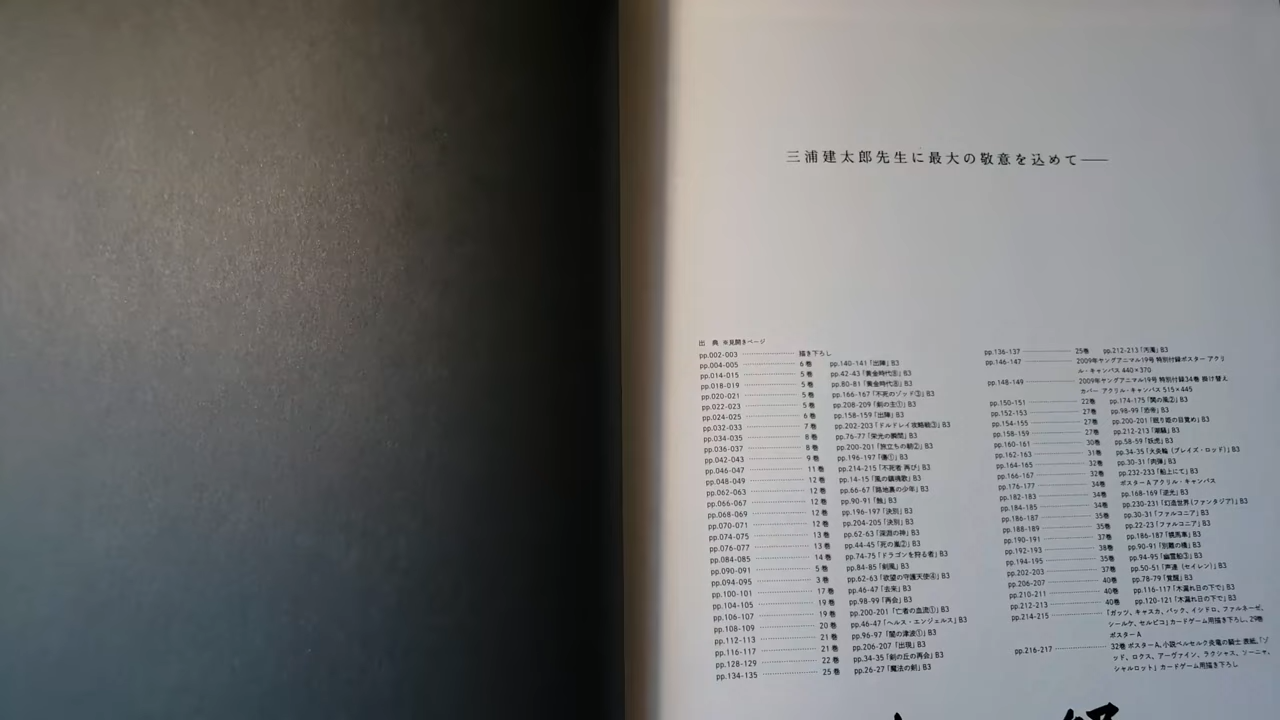 三浦建太郎先生に最大の敬意を込めて——
出 典 ※見開きページ
pp.002-003 描き下ろし
pp.004-005 6巻 pp.140-141「出陣」B3
pp.014-015 5巻 pp.42-43「黄金時代⑤」B3
pp.018-019 5巻 pp.80-81「黄金時代⑥」B3
pp.020-021 5巻 pp.166-167「不死のゾッド③」B3
pp.022-023 5巻 pp.208-209「剣の主①」B3
pp.024-025 6巻 pp.158-159「出陣」B3
pp.032-033 7巻 pp.202-203「ドルドレイ攻略戦③」B3
pp.034-035 8巻 pp.76-77「栄光の瞬間」B3
pp.036-037 8巻 pp.200-201「旅立ちの朝②」B3
pp.042-043 9巻 pp.196-197「傷①」B3
pp.046-047 11巻 pp.214-215「不死者 再び」B3
pp.048-049 12巻 pp.14-15「風の鎮魂歌」B3
pp.062-063 12巻 pp.66-67「路地裏の少年」B3
pp.066-067 12巻 pp.90-91「蝕」B3
pp.068-069 12巻 pp.196-197「決別」B3
pp.070-071 12巻 pp.204-205「決別」B3
pp.074-075 13巻 pp.62-63「深淵の神」B3
pp.076-077 13巻 pp.44-45「死の嵐②」B3
pp.084-085 14巻 pp.74-75「ドラゴンを狩る者」B3
pp.090-091 5巻 pp.84-85「剣風」B3
pp.094-095 3巻 pp.62-63「欲望の守護天使④」B3
pp.100-101 17巻 pp.46-47「去来」B3
pp.104-105 19巻 pp.98-99「再会」B3
pp.106-107 19巻 pp.200-201「亡者の血流①」B3
pp.108-109 20巻 pp.46-47「ヘルス・エンジェルス」B3
pp.112-113 21巻 pp.96-97「闇の津波①」B3
pp.116-117 21巻 pp.206-207「出現」B3
pp.128-129 22巻 pp.34-35「剣の丘の再会」B3
pp.134-135 25巻 pp.26-27「魔法の剣」B3
pp.136-137 25巻 pp.212-213「汚濁」B3
pp.146-147 2009年ヤングアニマル19号 特別付録ポスター アクリ
ル・キャンバス 440×370
pp.148-149 2009年ヤングアニマル19号 特別付録34巻 掛け替え
カバー アクリル・キャンバス 515×445
pp.150-151 22巻 pp.174-175「翼の風②」B3
pp.152-153 27巻 pp.98-99「恐帝」B3
pp.154-155 27巻 pp.200-201「眠り姫の目覚め」B3
pp.158-159 27巻 pp.212-213「潮騒」B3
pp.160-161 30巻 pp.58-59「妖虎」B3
pp.162-163 31巻 pp.34-35「火炎輪(ブレイズ・ロッド)」B3
pp.164-165 32巻 pp.30-31「肉弾」B3
pp.166-167 32巻 pp.232-233「船上にて」B3
pp.176-177 34巻 ポスターA アクリル・キャンバス
pp.182-183 34巻 pp.168-169「逆光」B3
pp.184-185 34巻 pp.230-231「幻造世界(ファンタジア)」B3
pp.186-187 35巻 pp.30-31「ファルコニア」B3
pp.188-189 35巻 pp.22-23「ファルコニア」B3
pp.190-191 37巻 pp.186-187「幌馬車」B3
pp.192-193 38巻 pp.90-91「別離の橋」B3
pp.194-195 35巻 pp.94-95「幽霊船③」B3
pp.202-203 37巻 pp.50-51「声達(セイレン)」B3
pp.206-207 40巻 pp.78-79「覚醒」B3
pp.210-211 40巻 pp.116-117「木漏れ日の下で」B3
pp.212-213 40巻 pp.120-121「木漏れ日の下で」B3
pp.214-215 「ガッツ、キャスカ、パック、イシドロ、ファルネーゼ、
シールケ、セルピコ」カードゲーム用描き下ろし、29巻
ポスターA
pp.216-217 32巻 ポスターA、小説ベルセルク炎竜の騎士 表紙、「ゾ
ッド、ロクス、アーヴァイン、ラクシャス、ソーニャ、
シャルロット」カードゲーム用描き下ろし